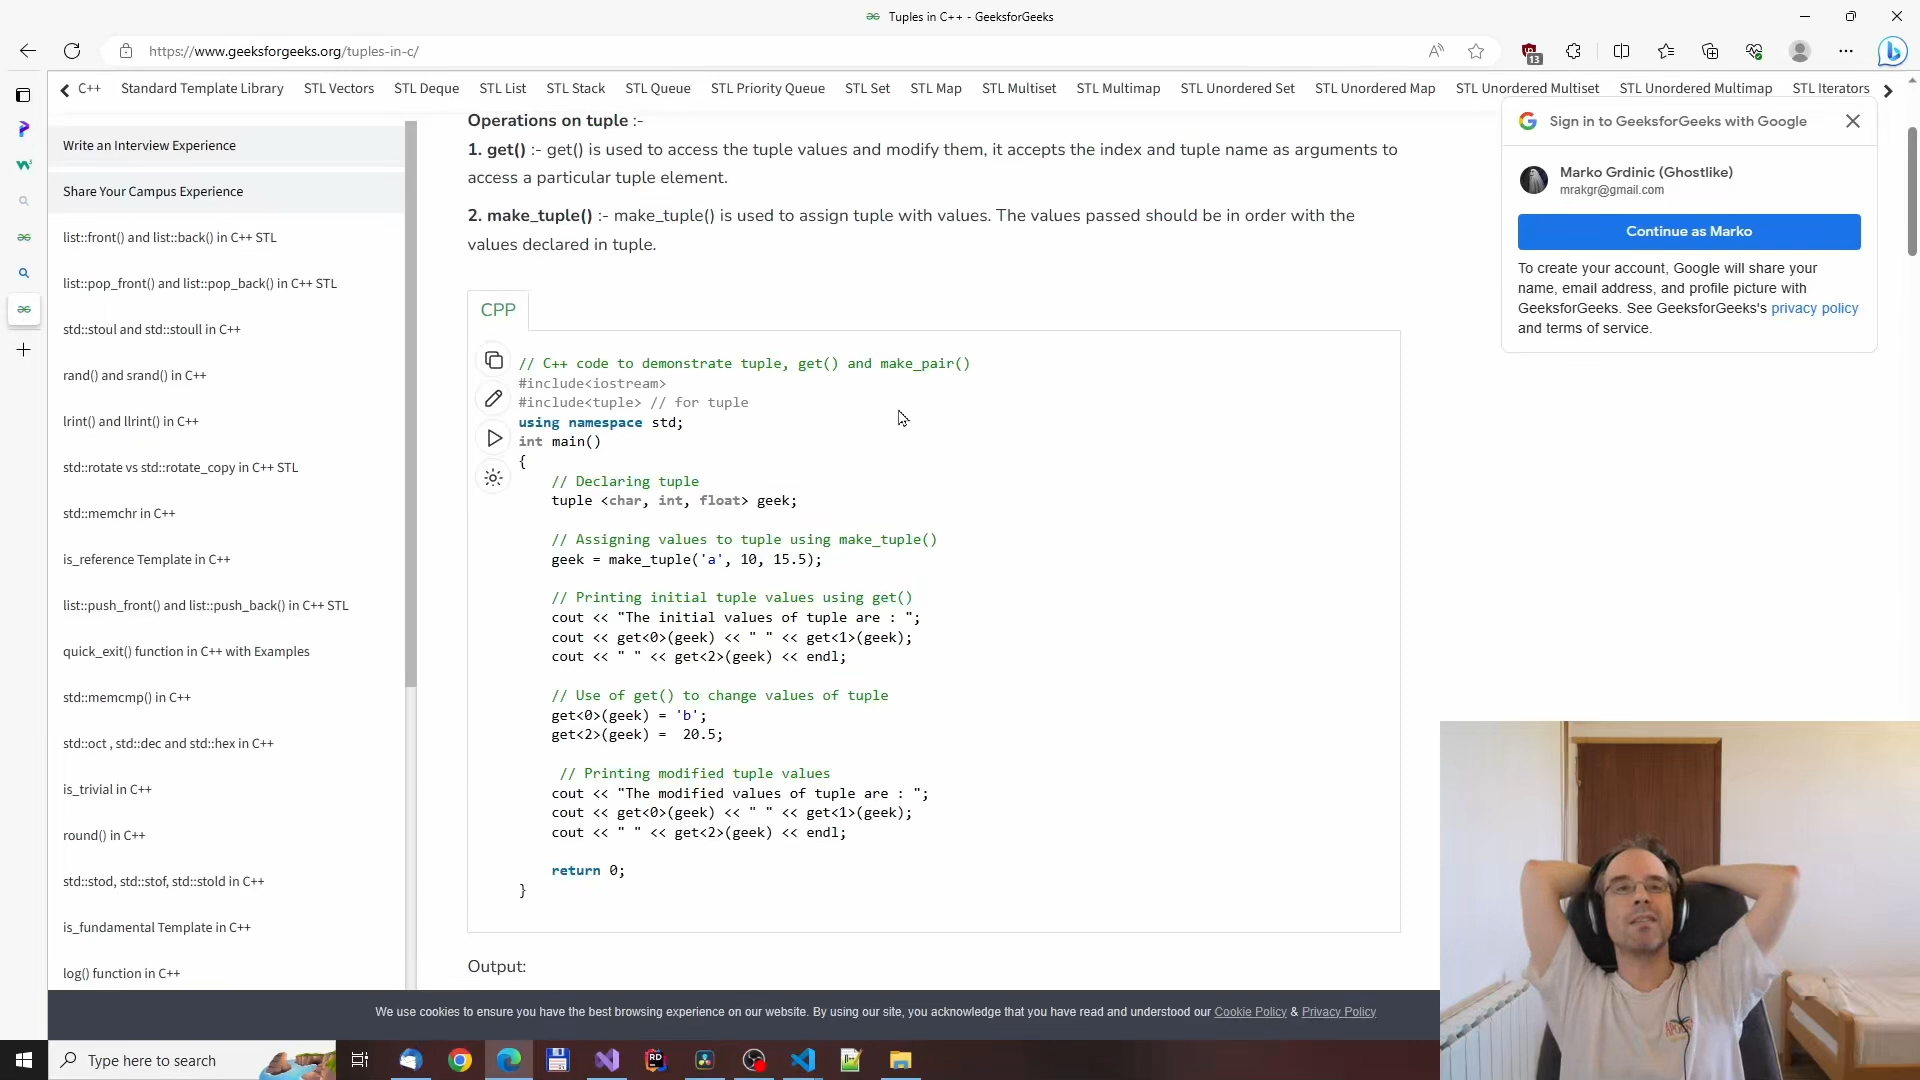 Tuples in C++ - GeeksforGeeks
https://www.geeksforgeeks.org/tuples-in-c/
13
C++ Standard Template Library STL Vectors STL Deque STL List STL Stack STL Queue STL Priority Queue STL Set STL Map STL Multiset STL Multimap STL Unordered Set STL Unordered Map STL Unordered Multiset STL Unordered Multimap STL Iterators
Write an Interview Experience
Share Your Campus Experience
list::front() and list::back() in C++ STL
list::pop_front() and list::pop_back() in C++ STL
std::stoul and std::stoull in C++
rand() and srand() in C++
lrint() and llrint() in C++
std::rotate vs std::rotate_copy in C++ STL
std::memchr in C++
is_reference Template in C++
list::push_front() and list::push_back() in C++ STL
quick_exit() function in C++ with Examples
std::memcmp() in C++
std::oct , std::dec and std::hex in C++
is_trivial in C++
round() in C++
std::stod, std::stof, std::stold in C++
is_fundamental Template in C++
log() function in C++
Operations on tuple :-
1. get() :- get() is used to access the tuple values and modify them, it accepts the index and tuple name as arguments to
access a particular tuple element.
2. make_tuple() :- make_tuple() is used to assign tuple with values. The values passed should be in order with the
values declared in tuple.
CPP
// C++ code to demonstrate tuple, get() and make_pair()
#include<iostream>
#include<tuple> // for tuple
using namespace std;
int main()
{
// Declaring tuple
tuple <char, int, float> geek;
// Assigning values to tuple using make_tuple()
geek = make_tuple('a', 10, 15.5);
// Printing initial tuple values using get()
cout << "The initial values of tuple are : ";
cout << get<0>(geek) << " " << get<1>(geek);
cout << " " << get<2>(geek) << endl;
// Use of get() to change values of tuple
get<0>(geek) = 'b';
get<2>(geek) =  20.5;
// Printing modified tuple values
cout << "The modified values of tuple are : ";
cout << get<0>(geek) << " " << get<1>(geek);
cout << " " << get<2>(geek) << endl;
return 0;
}
Output:
Sign in to GeeksforGeeks with Google
Marko Grdinic (Ghostlike)
mrakgr@gmail.com
Continue as Marko
To create your account, Google will share your
name, email address, and profile picture with
GeeksforGeeks. See GeeksforGeeks's privacy policy
and terms of service.
We use cookies to ensure you have the best browsing experience on our website. By using our site, you acknowledge that you have read and understood our Cookie Policy & Privacy Policy
Type here to search
RD